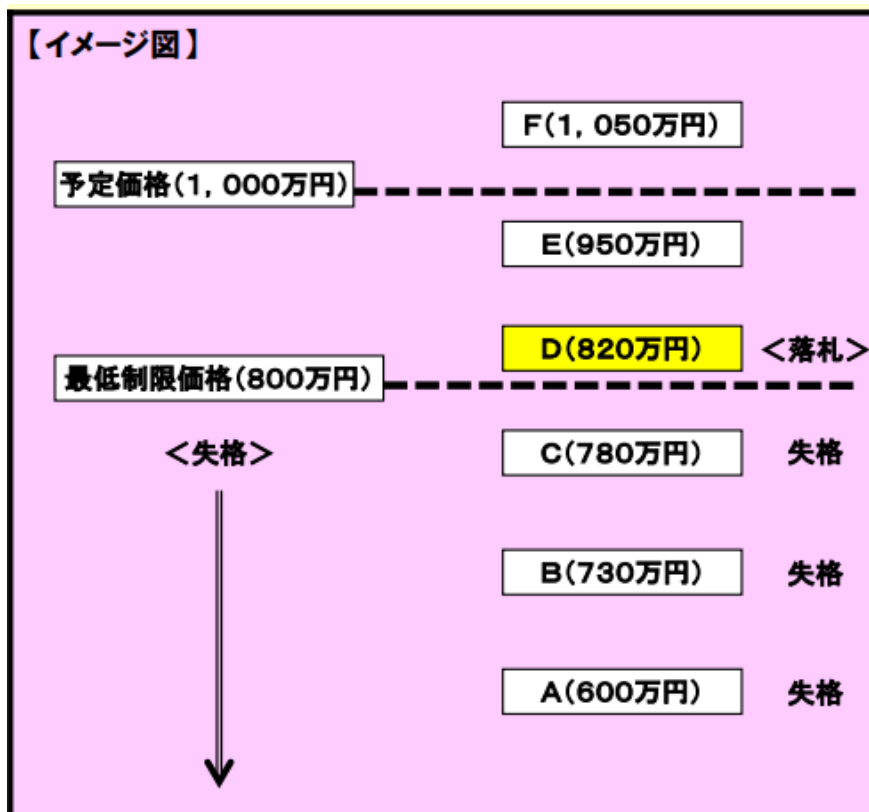 【イメージ図】
F(1，050万円)
予定価格(1，000万円)
E(950万円)
D(820万円) ＜落札＞
最低制限価格(800万円)
＜失格＞ C(780万円) 失格
B(730万円) 失格
A(600万円) 失格